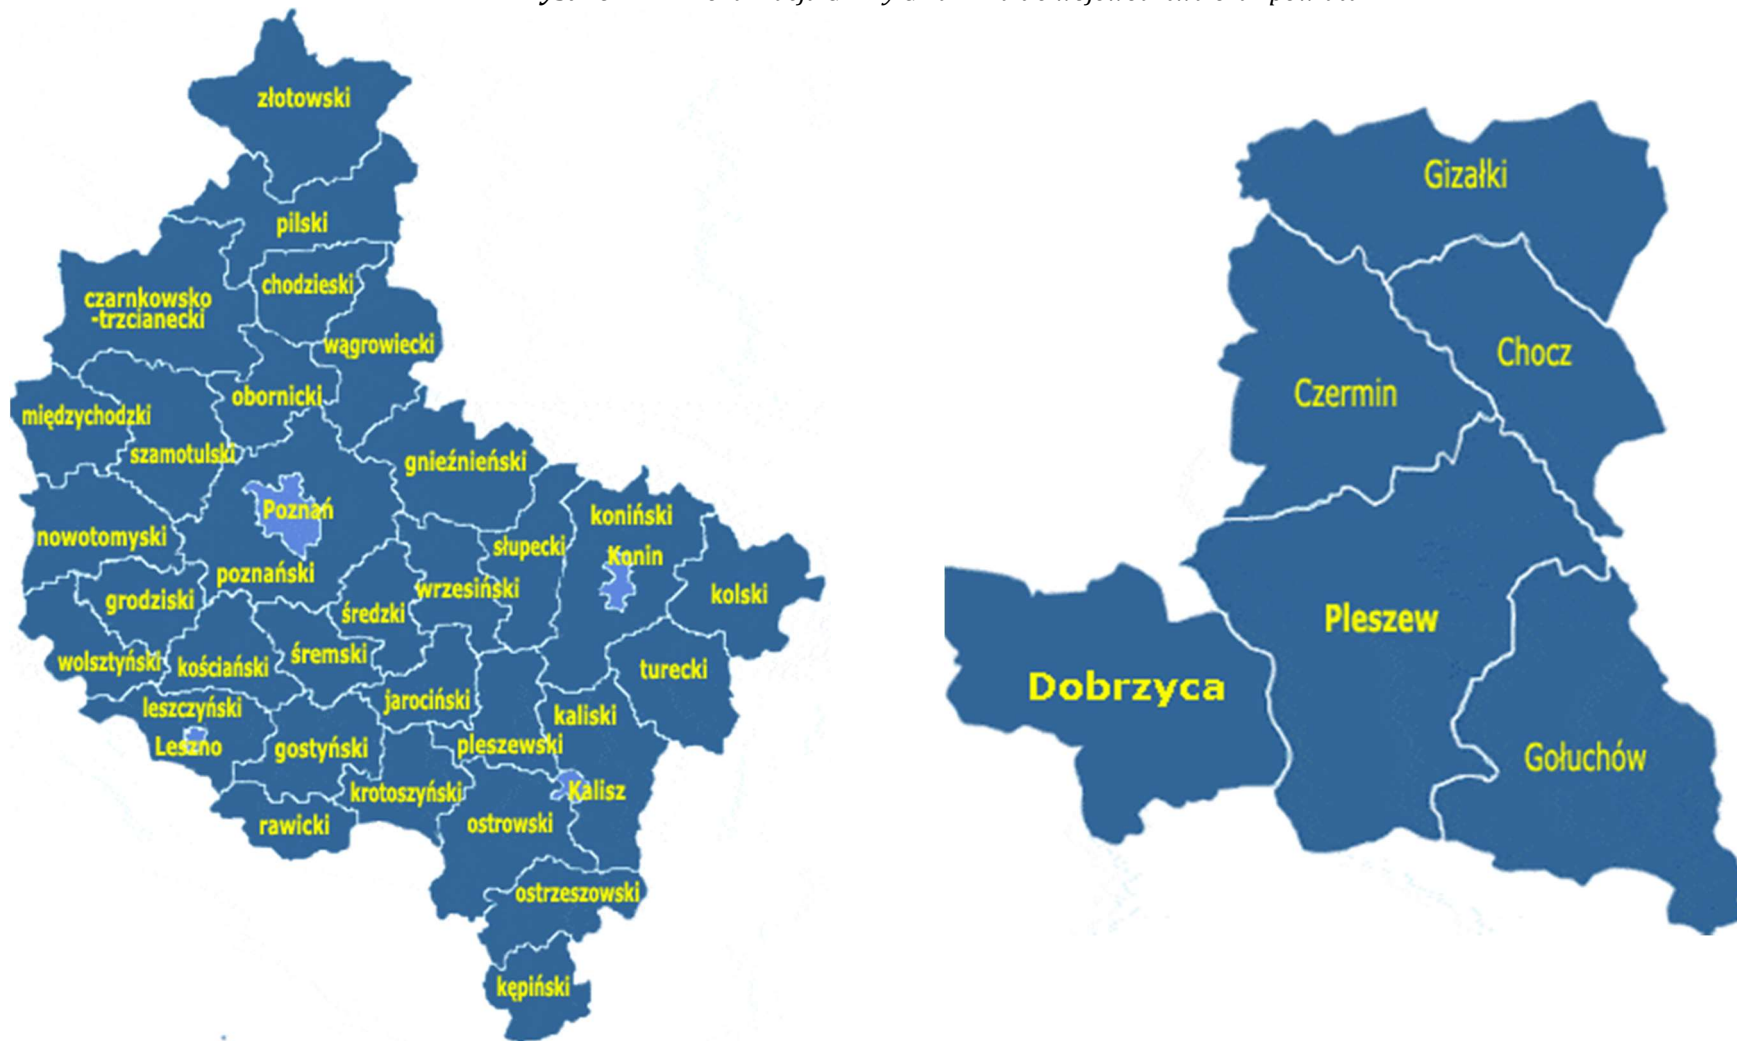 złotowski
pilski
chodzieski
czarnkowsko
-trzcianecki
wągrowiecki
obornicki
międzychodzki
szamotulski
gnieźnieński
Poznań
koniński
nowotomyski
słupecki
Konin
poznański
wrzesiński
kolski
grodziski
średzki
wolsztyński
kościański
śremski
turecki
jarociński
leszczyński
kaliski
Leszno
gostyński
pleszewski
krotoszyński
Kalisz
rawicki
ostrowski
ostrzeszowski
kępiński
Gizałki
Chocz
Czermin
Pleszew
Dobrzyca
Gołuchów